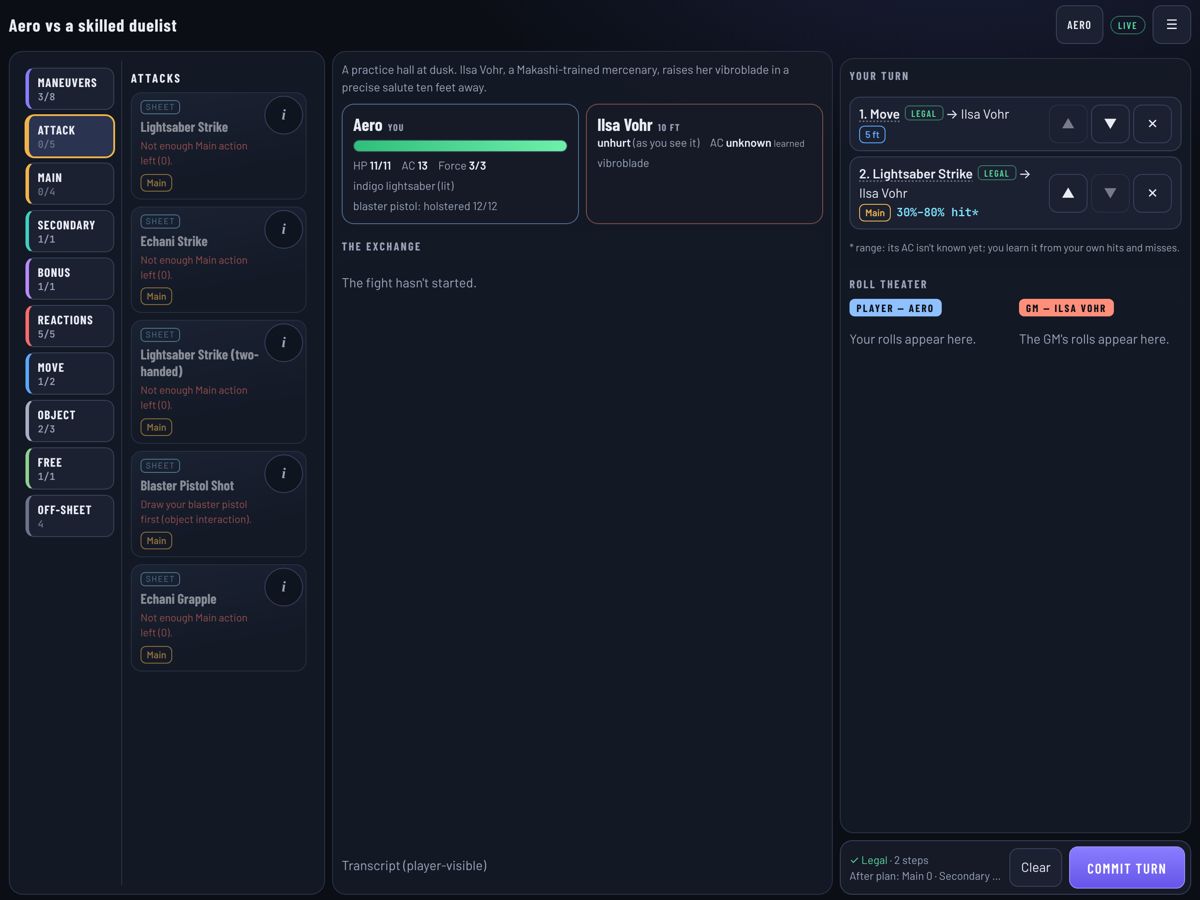 Aero vs a skilled duelist
AERO
LIVE
☰
MANEUVERS
3/8
ATTACK
0/5
MAIN
0/4
SECONDARY
1/1
BONUS
1/1
REACTIONS
5/5
MOVE
1/2
OBJECT
2/3
FREE
1/1
OFF-SHEET
4
ATTACKS
SHEET
i
Lightsaber Strike
Not enough Main action
left (0).
Main
SHEET
i
Echani Strike
Not enough Main action
left (0).
Main
SHEET
i
Lightsaber Strike (two-
handed)
Not enough Main action
left (0).
Main
SHEET
i
Blaster Pistol Shot
Draw your blaster pistol
first (object interaction).
Main
SHEET
i
Echani Grapple
Not enough Main action
left (0).
Main
A practice hall at dusk. Ilsa Vohr, a Makashi-trained mercenary, raises her vibroblade in a
precise salute ten feet away.
Aero YOU
HP 11/11 AC 13 Force 3/3
indigo lightsaber (lit)
blaster pistol: holstered 12/12
Ilsa Vohr 10 FT
unhurt (as you see it) AC unknown learned
vibroblade
THE EXCHANGE
The fight hasn't started.
Transcript (player-visible)
YOUR TURN
1. Move LEGAL → Ilsa Vohr
5 ft
▲ ▼ ✕
2. Lightsaber Strike LEGAL →
Ilsa Vohr
Main 30%–80% hit*
▲ ▼ ✕
* range: its AC isn't known yet; you learn it from your own hits and misses.
ROLL THEATER
PLAYER — AERO
Your rolls appear here.
GM — ILSA VOHR
The GM's rolls appear here.
✓ Legal · 2 steps
After plan: Main 0 · Secondary ...
Clear
COMMIT TURN